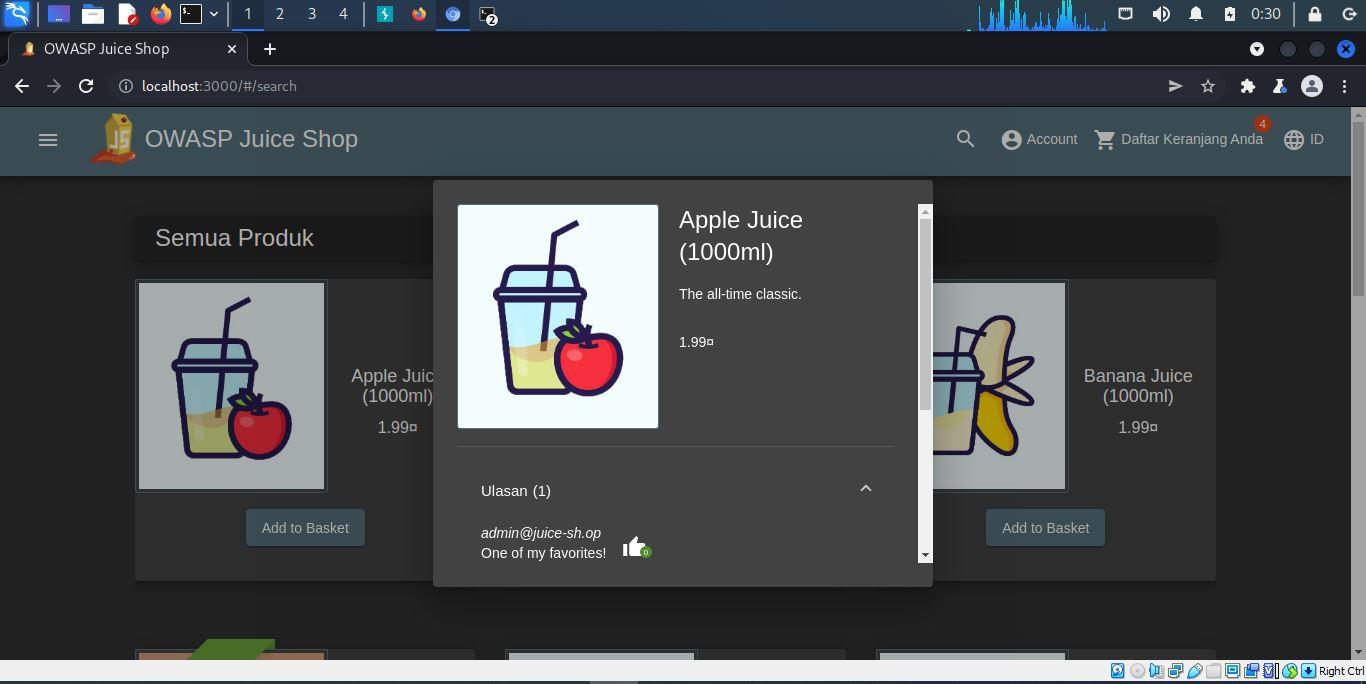 1 2 3 4 2 0:30
OWASP Juice Shop
localhost:3000/#/search
JS OWASP Juice Shop Account Daftar Keranjang Anda 4 ID
Semua Produk
Apple Juice
(1000ml)
The all-time classic.
1.99¤
Apple Juic
(1000ml)
1.99¤
Add to Basket
Banana Juice
(1000ml)
1.99¤
Add to Basket
Ulasan (1)
admin@juice-sh.op
One of my favorites! 0
Right Ctrl